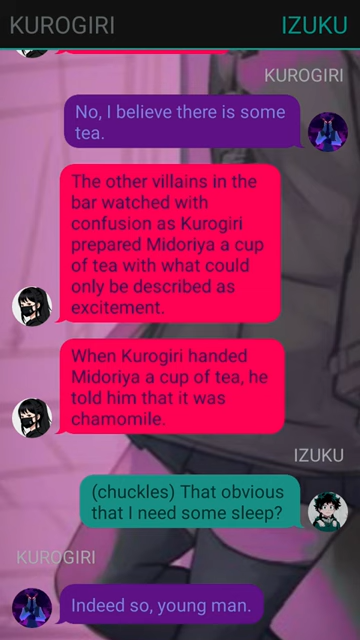 KUROGIRI
IZUKU
KUROGIRI
No, I believe there is some
tea.
The other villains in the
bar watched with
confusion as Kurogiri
prepared Midoriya a cup
of tea with what could
only be described as
excitement.
When Kurogiri handed
Midoriya a cup of tea, he
told him that it was
chamomile.
IZUKU
(chuckles) That obvious
that I need some sleep?
KUROGIRI
Indeed so, young man.